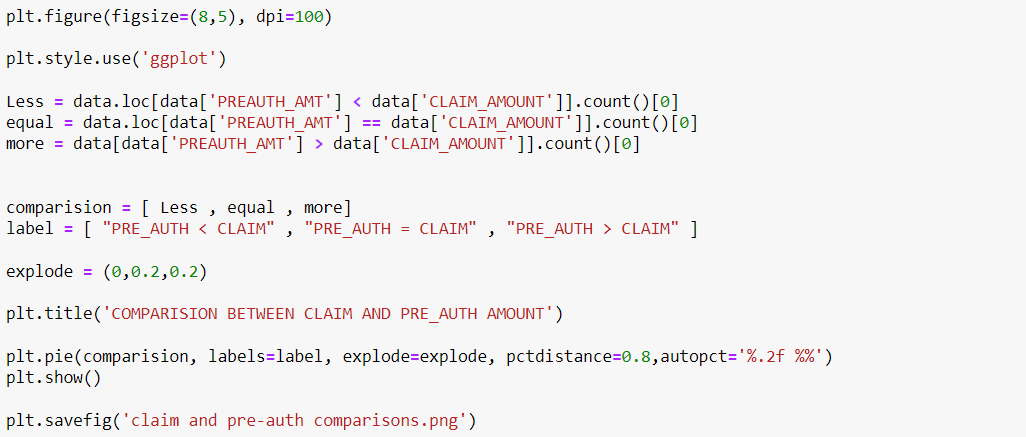 plt.figure(figsize=(8,5), dpi=100)
plt.style.use('ggplot')
Less = data.loc[data['PREAUTH_AMT'] < data['CLAIM_AMOUNT']].count()[0]
equal = data.loc[data['PREAUTH_AMT'] == data['CLAIM_AMOUNT']].count()[0]
more = data[data['PREAUTH_AMT'] > data['CLAIM_AMOUNT']].count()[0]
comparision = [ Less , equal , more]
label = [ "PRE_AUTH < CLAIM" , "PRE_AUTH = CLAIM" , "PRE_AUTH > CLAIM" ]
explode = (0,0.2,0.2)
plt.title('COMPARISION BETWEEN CLAIM AND PRE_AUTH AMOUNT')
plt.pie(comparision, labels=label, explode=explode, pctdistance=0.8,autopct='%.2f %%')
plt.show()
plt.savefig('claim and pre-auth comparisons.png')